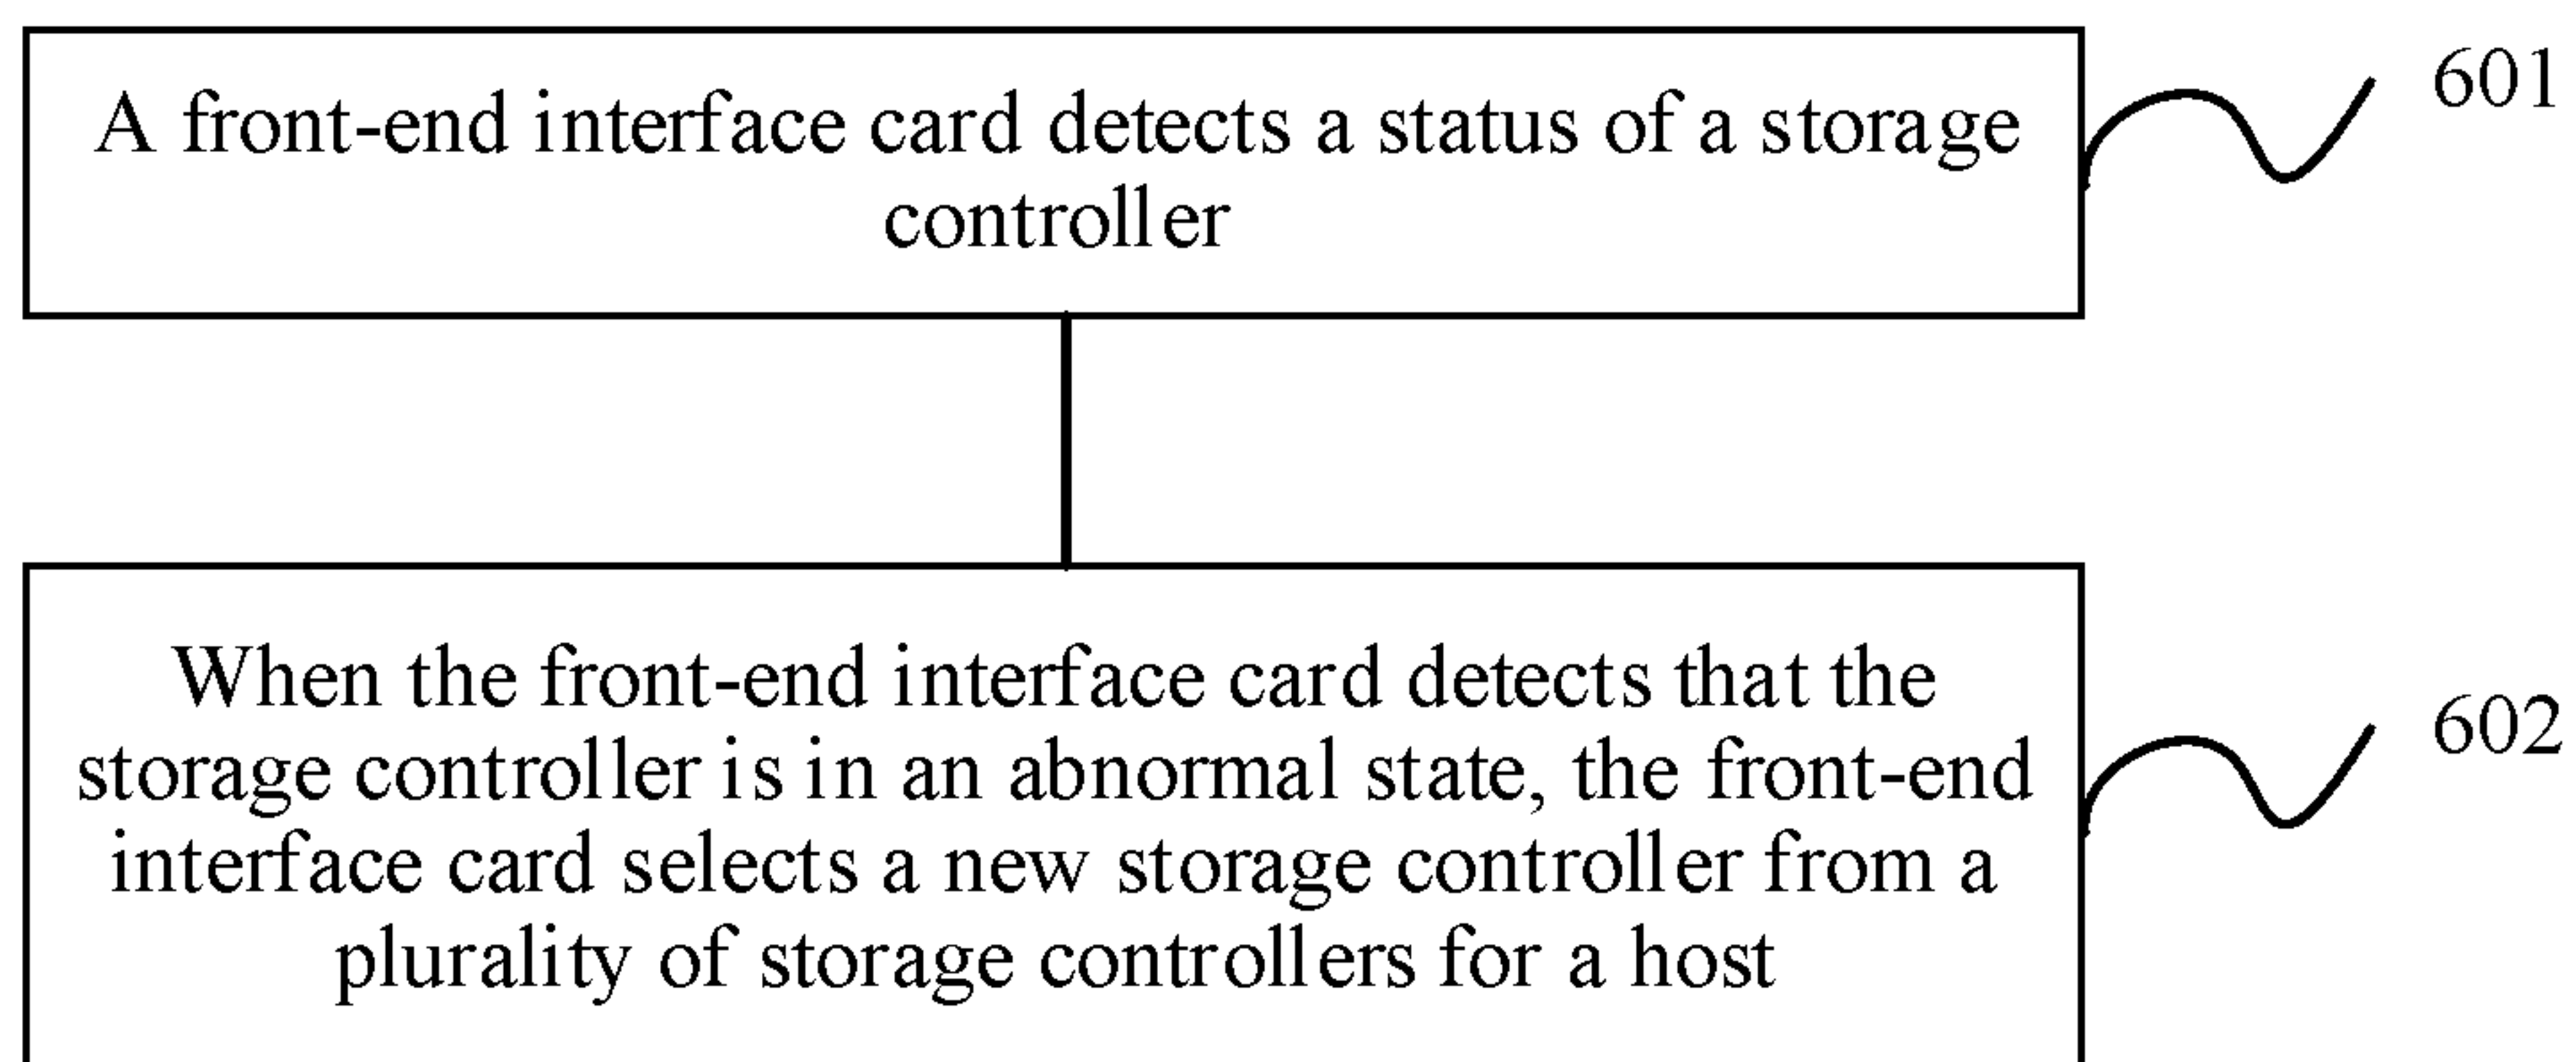 A front-end interface card detects a status of a storage
controller
601
When the front-end interface card detects that the
storage controller is in an abnormal state, the front-end
interface card selects a new storage controller from a
plurality of storage controllers for a host
602